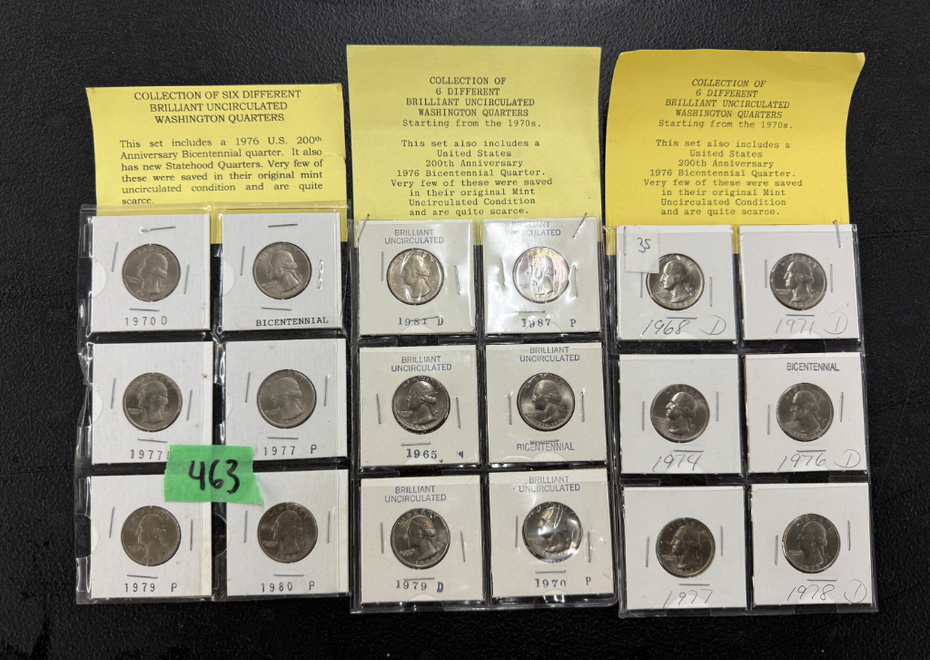 COLLECTION OF SIX DIFFERENT
BRILLIANT UNCIRCULATED
WASHINGTON QUARTERS
This set includes a 1976 U.S. 200th
Anniversary Bicentennial quarter. It also
has new Statehood Quarters. Very few of
these were saved in their original mint
uncirculated condition and are quite
scarce.
1970 D
BICENTENNIAL
1977
1977 P
463
1979 P
1980 P
COLLECTION OF
6 DIFFERENT
BRILLIANT UNCIRCULATED
WASHINGTON QUARTERS
Starting from the 1970s.
This set also includes a
United States
200th Anniversary
1976 Bicentennial Quarter.
Very few of these were saved
in their original Mint
Uncirculated Condition
and are quite scarce.
BRILLIANT
UNCIRCULATED
1981 D
BRILLIANT
UNCIRCULATED
1987 P
BRILLIANT
UNCIRCULATED
1965
BRILLIANT
UNCIRCULATED
BICENTENNIAL
BRILLIANT
UNCIRCULATED
1979 D
BRILLIANT
UNCIRCULATED
1970 P
COLLECTION OF
6 DIFFERENT
BRILLIANT UNCIRCULATED
WASHINGTON QUARTERS
Starting from the 1970s.
This set also includes a
United States
200th Anniversary
1976 Bicentennial Quarter.
Very few of these were saved
in their original Mint
Uncirculated Condition
and are quite scarce.
35
1968 D
1971 D
1974
BICENTENNIAL
1976 D
1977
1978 D